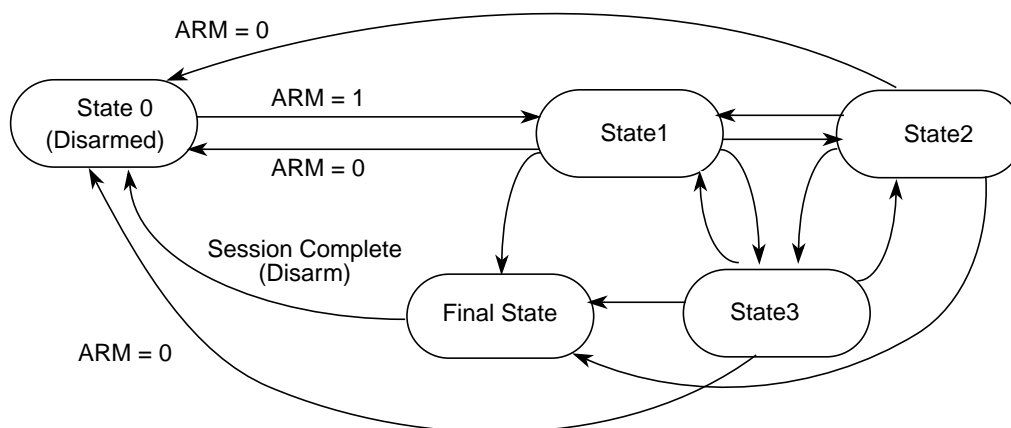 ARM = 0
State 0
(Disarmed)
ARM = 1
State1
State2
ARM = 0
Session Complete
(Disarm)
Final State
State3
ARM = 0